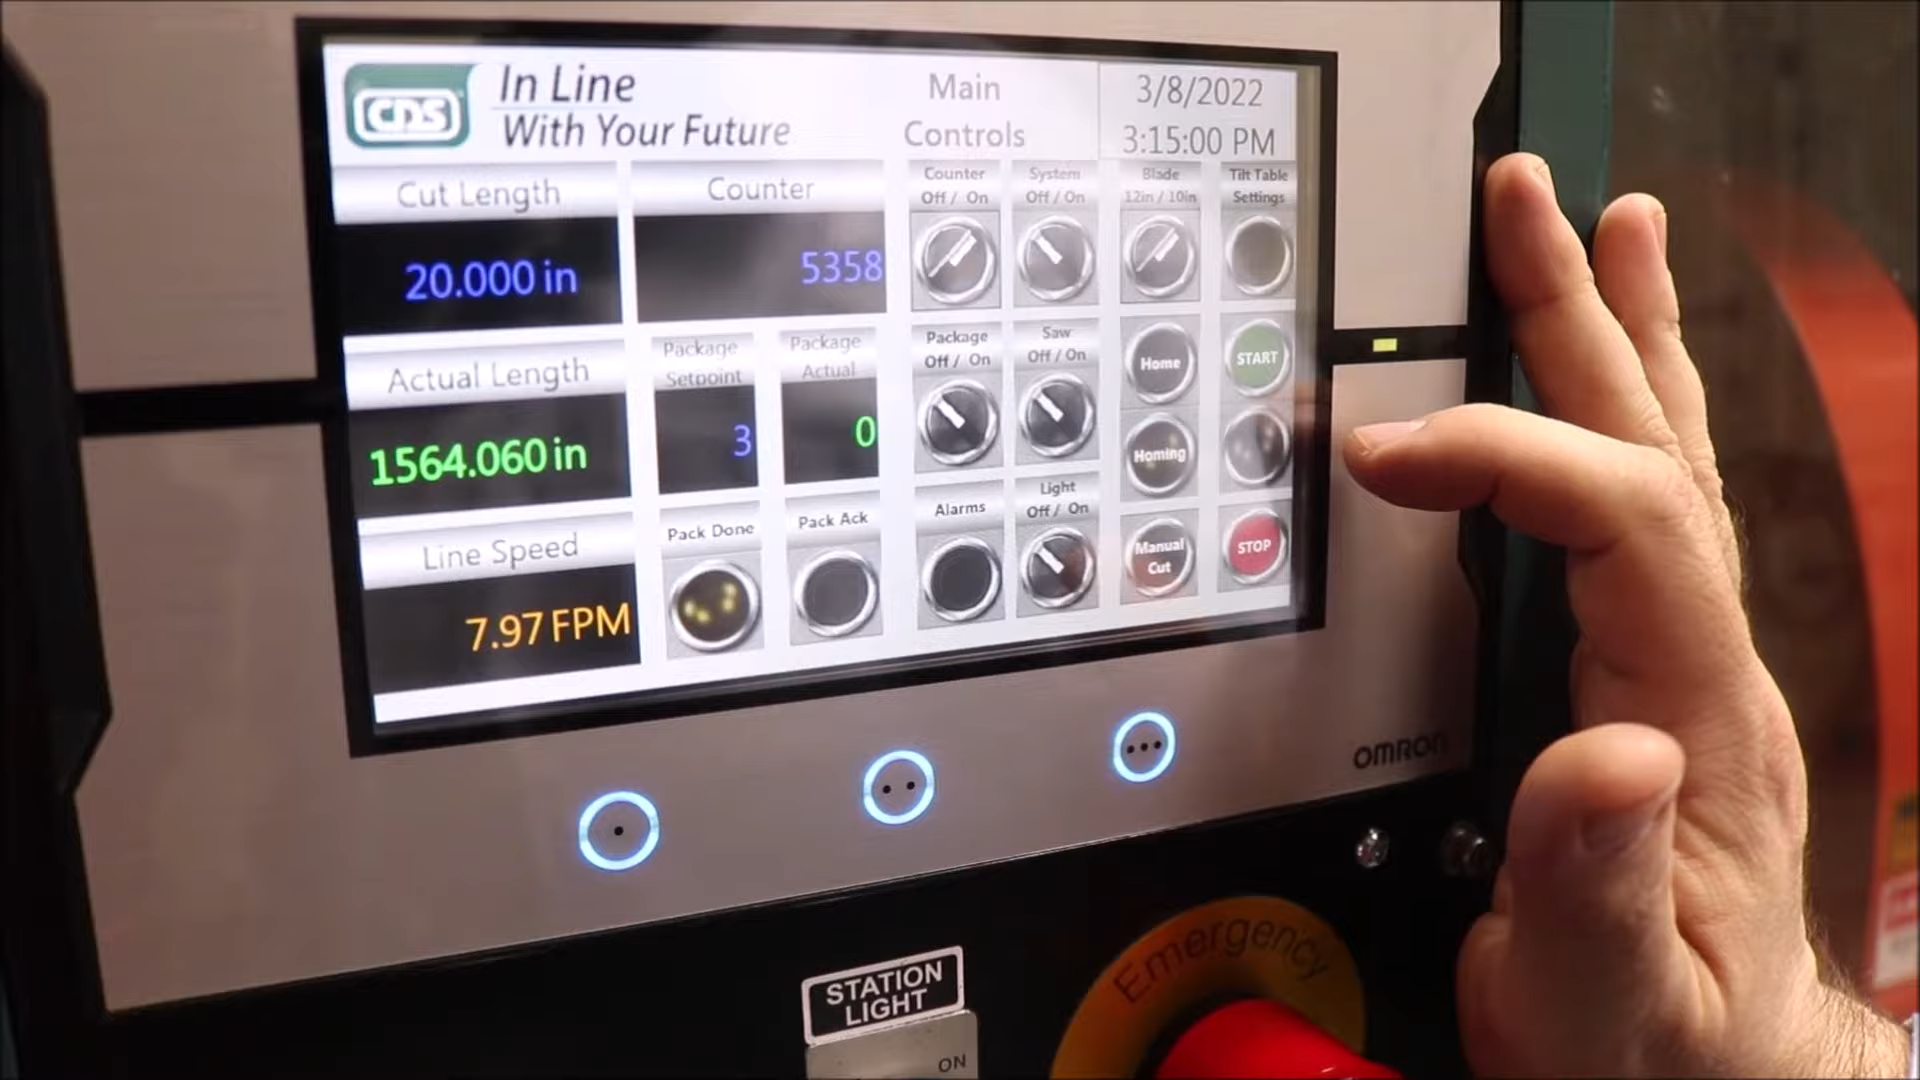 CDS
In Line
With Your Future
Main
Controls
3/8/2022
3:15:00 PM
Cut Length
20.000 in
Counter
5358
Counter
Off / On
System
Off / On
Blade
12in / 10in
Tilt Table
Settings
Actual Length
1564.060 in
Package
Setpoint
3
Package
Actual
0
Package
Off / On
Saw
Off / On
Home
START
Homing
Line Speed
7.97 FPM
Pack Done
Pack Ack
Alarms
Light
Off / On
Manual
Cut
STOP
OMRON
STATION
LIGHT
ON
Emergency